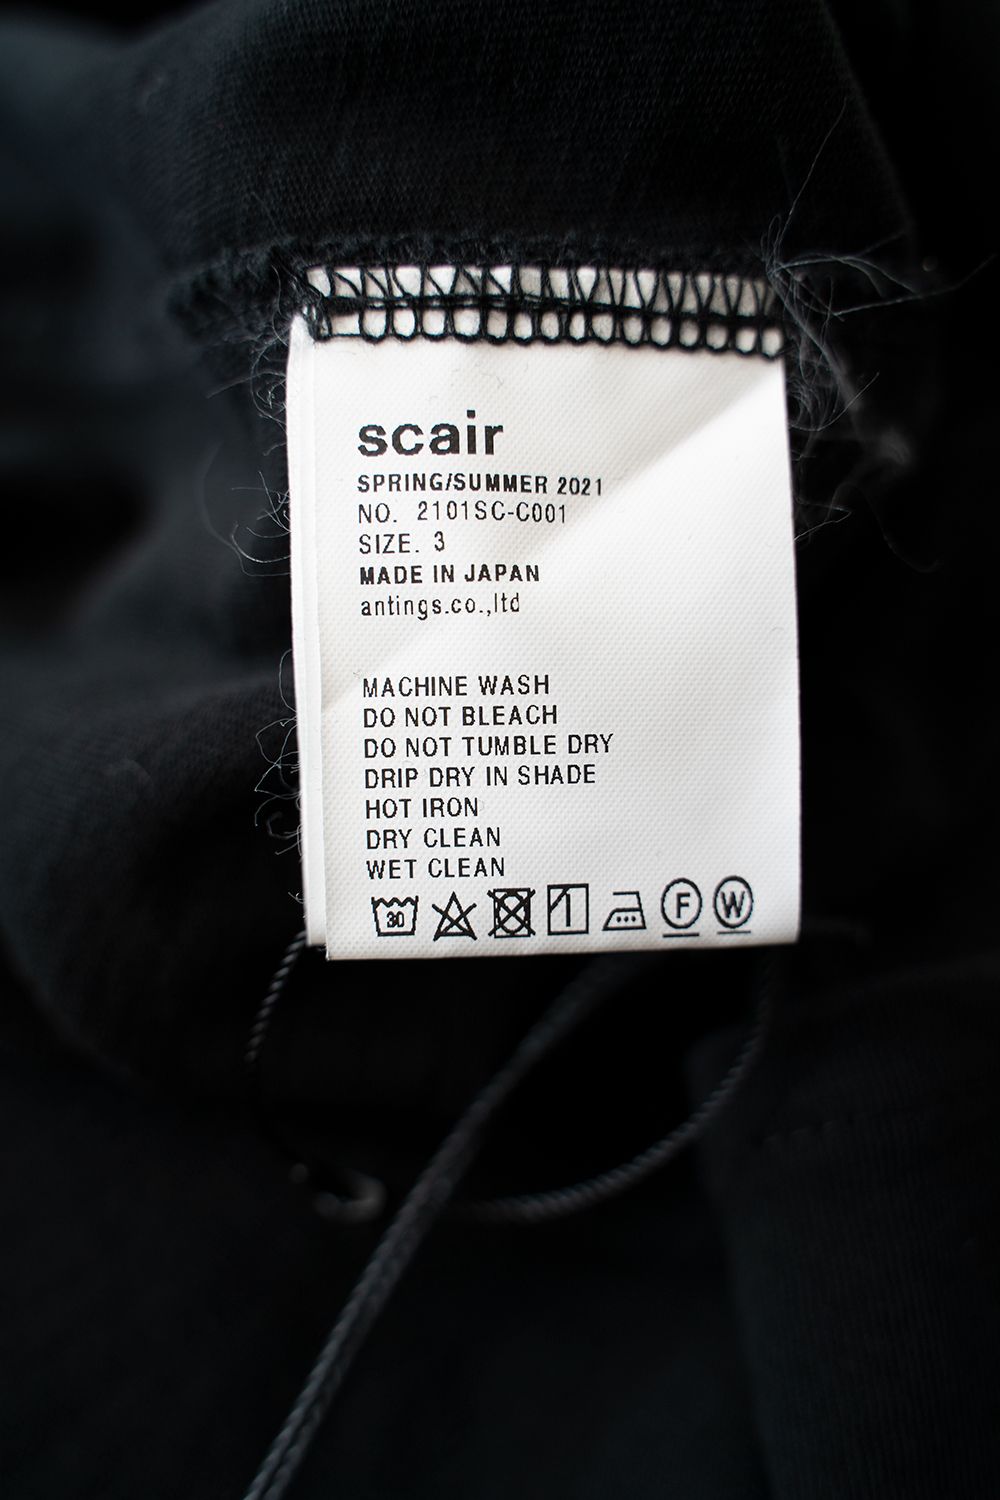 scair
SPRING/SUMMER 2021
NO. 2101SC-C001
SIZE. 3
MADE IN JAPAN
antings.co.,ltd
MACHINE WASH
DO NOT BLEACH
DO NOT TUMBLE DRY
DRIP DRY IN SHADE
HOT IRON
DRY CLEAN
WET CLEAN
30 F W